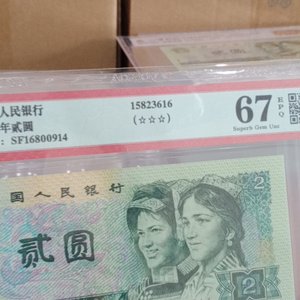 人民银行
年贰圆
: SF16800914
15823616
(☆☆☆)
67 EPQ
Superb Gem Unc
国人民银行
贰圆
2
2